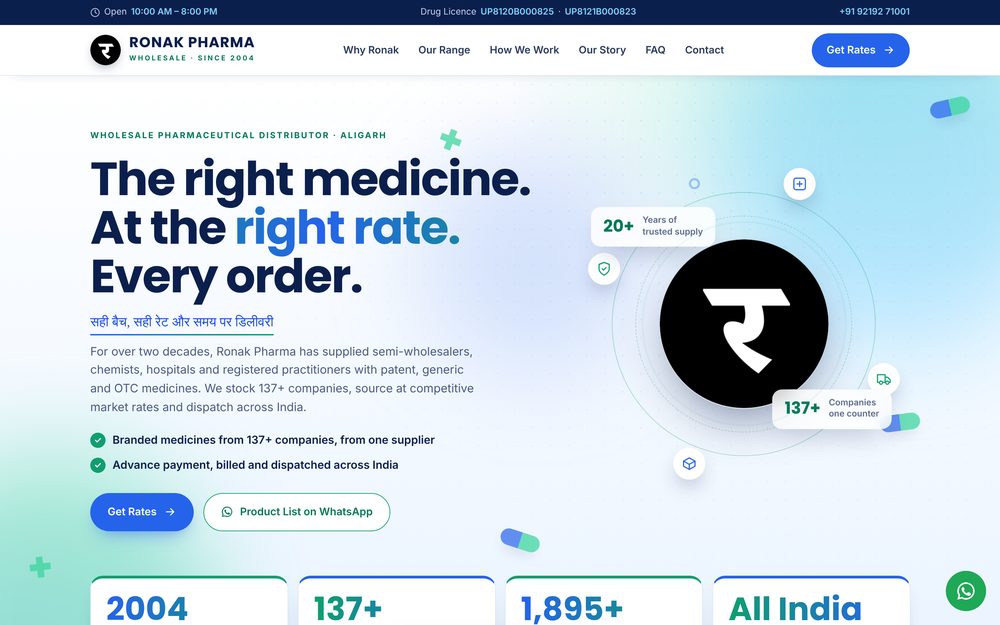 Open 10:00 AM – 8:00 PM
Drug Licence UP8120B000825 · UP8121B000823
+91 92192 71001
र
RONAK PHARMA
WHOLESALE · SINCE 2004
Why Ronak
Our Range
How We Work
Our Story
FAQ
Contact
Get Rates →
WHOLESALE PHARMACEUTICAL DISTRIBUTOR · ALIGARH
The right medicine.
At the right rate.
Every order.
सही बैच, सही रेट और समय पर डिलीवरी
For over two decades, Ronak Pharma has supplied semi-wholesalers,
chemists, hospitals and registered practitioners with patent, generic
and OTC medicines. We stock 137+ companies, source at competitive
market rates and dispatch across India.
Branded medicines from 137+ companies, from one supplier
Advance payment, billed and dispatched across India
Get Rates →
Product List on WhatsApp
20+ Years of
trusted supply
र
137+ Companies
one counter
2004
137+
1,895+
All India